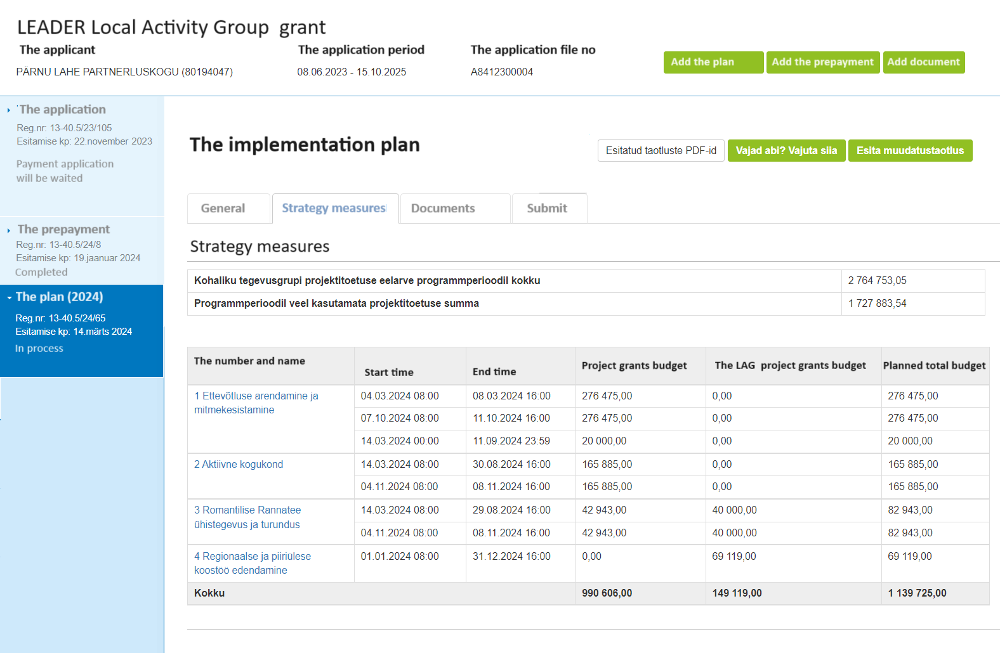 LEADER Local Activity Group grant
The applicant The application period The application file no
PÄRNU LAHE PARTNERLUSKOGU (80194047) 08.06.2023 - 15.10.2025 A8412300004
Add the plan Add the prepayment Add document
The application
Reg.nr: 13-40.5/23/105
Esitamise kp: 22.november 2023
Payment application
will be waited
The prepayment
Reg.nr: 13-40.5/24/8
Esitamise kp: 19.jaanuar 2024
Completed
The plan (2024)
Reg.nr: 13-40.5/24/65
Esitamise kp: 14.märts 2024
In process
The implementation plan
Esitatud taotluste PDF-id Vajad abi? Vajuta siia Esita muudatustaotlus
General Strategy measures Documents Submit
Strategy measures
Kohaliku tegevusgrupi projektitoetuse eelarve programmperioodil kokku 2 764 753,05
Programmperioodil veel kasutamata projektitoetuse summa 1 727 883,54
The number and name Start time End time Project grants budget The LAG project grants budget Planned total budget
1 Ettevõtluse arendamine ja 04.03.2024 08:00 08.03.2024 16:00 276 475,00 0,00 276 475,00
mitmekesistamine
07.10.2024 08:00 11.10.2024 16:00 276 475,00 0,00 276 475,00
14.03.2024 00:00 11.09.2024 23:59 20 000,00 0,00 20 000,00
2 Aktiivne kogukond 14.03.2024 08:00 30.08.2024 16:00 165 885,00 0,00 165 885,00
04.11.2024 08:00 08.11.2024 16:00 165 885,00 0,00 165 885,00
3 Romantilise Rannatee 14.03.2024 08:00 29.08.2024 16:00 42 943,00 40 000,00 82 943,00
ühistegevus ja turundus
04.11.2024 08:00 08.11.2024 16:00 42 943,00 40 000,00 82 943,00
4 Regionaalse ja piiriülese 01.01.2024 08:00 31.12.2024 16:00 0,00 69 119,00 69 119,00
koostöö edendamine
Kokku 990 606,00 149 119,00 1 139 725,00